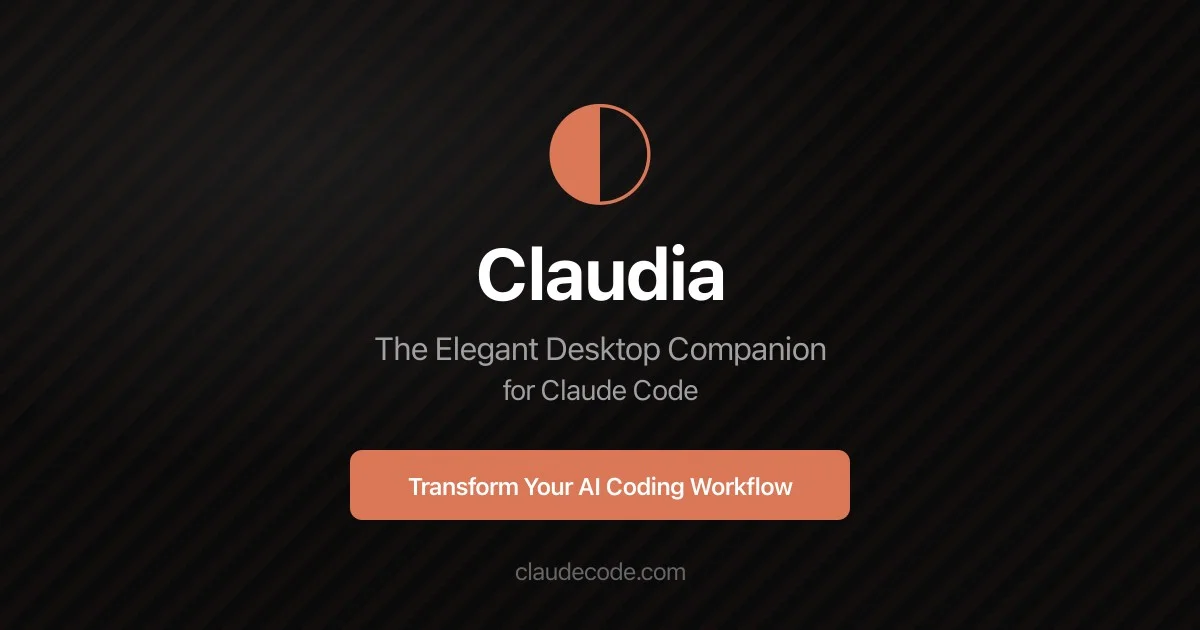 Claudia
The Elegant Desktop Companion
for Claude Code
Transform Your AI Coding Workflow
claudecode.com